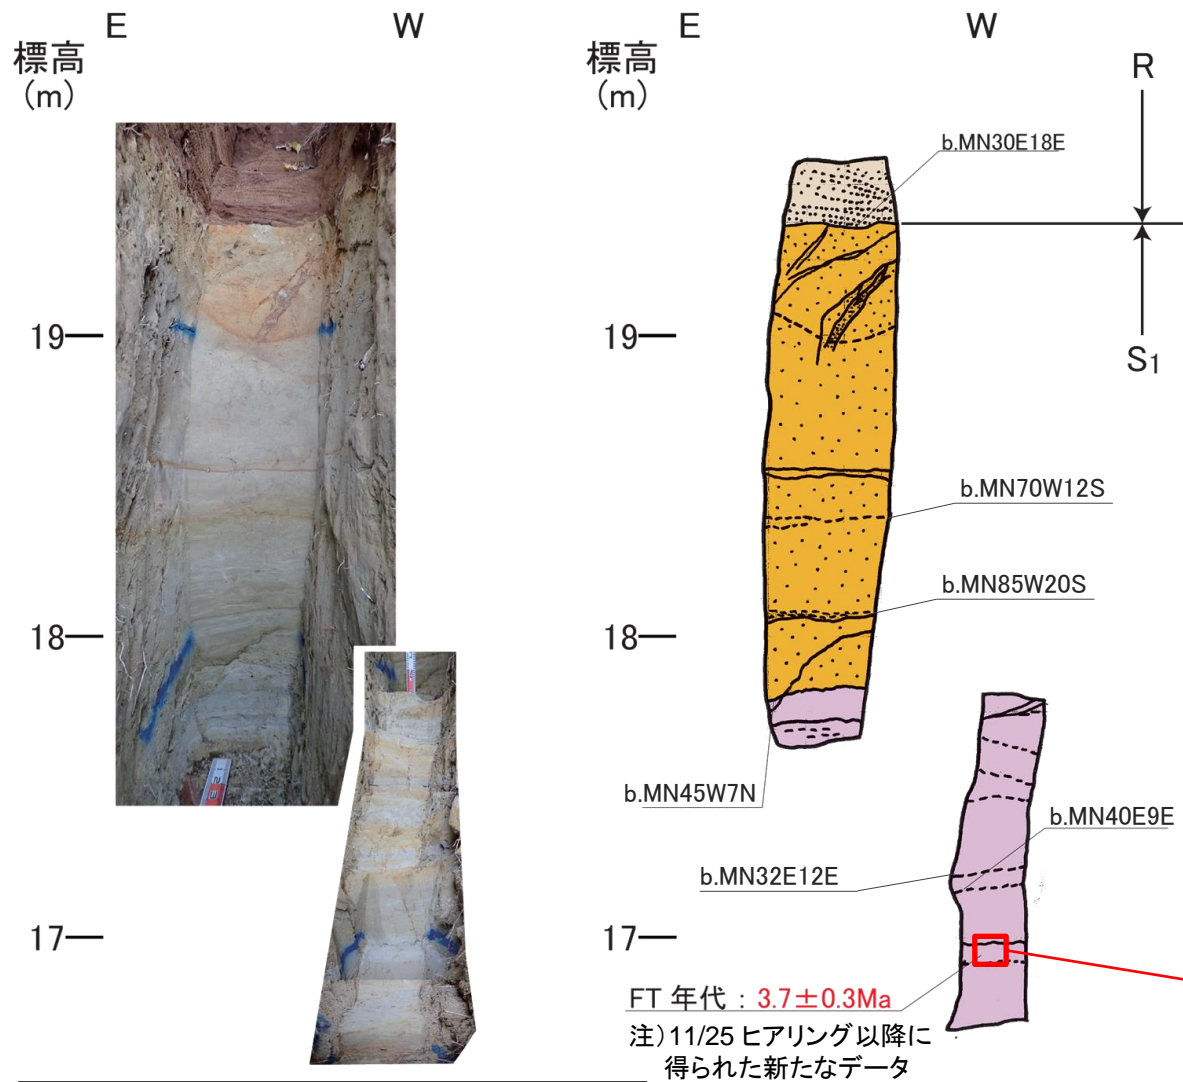 E
W
標高
(m)
19
18
17
E
W
標高
(m)
R
b.MN30E18E
19
S1
b.MN70W12S
b.MN85W20S
18
b.MN45W7N
b.MN40E9E
b.MN32E12E
17
FT 年代 : 3.7±0.3Ma
注)11/25 ヒアリング以降に
得られた新たなデータ